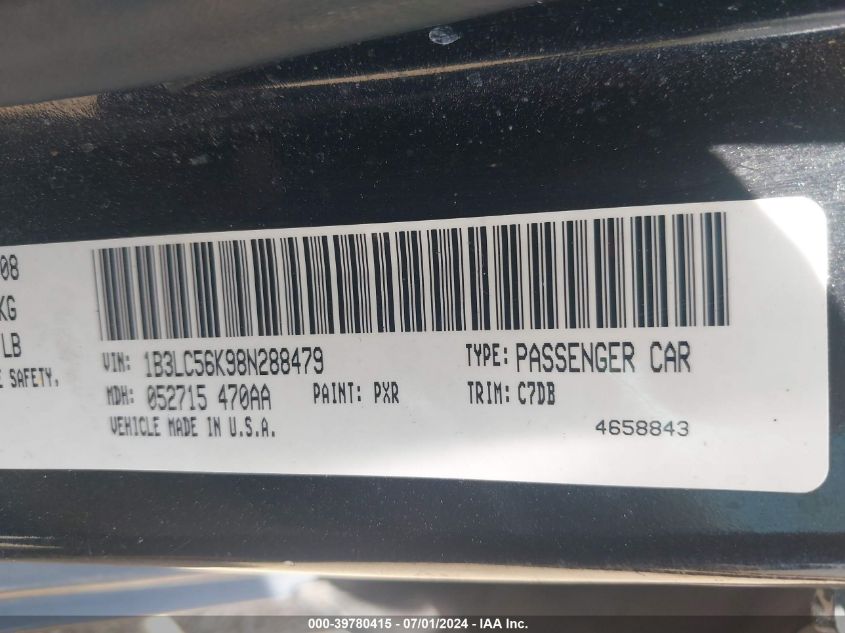 08
KG
LB
E SAFETY.
VIN: 1B3LC56K98N288479 TYPE: PASSENGER CAR
MDH: 052715 470AA PAINT: PXR TRIM: C7DB
VEHICLE MADE IN U.S.A. 4658843
000-39780415 - 07/01/2024 - IAA Inc.